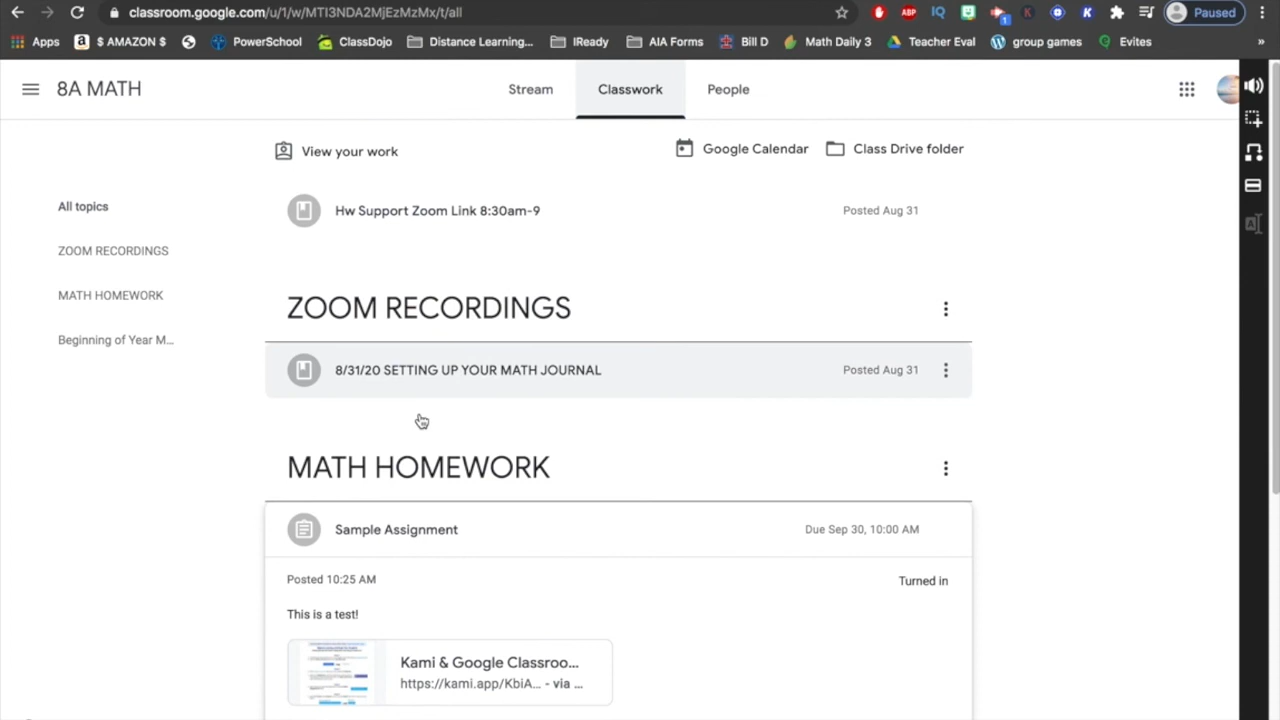 classroom.google.com/u/1/w/MTI3NDA2MjEzMzMx/t/all
ABP
IQ
1
K
K
Paused
Apps
$ AMAZON $
PowerSchool
ClassDojo
Distance Learning...
IReady
AIA Forms
Bill D
Math Daily 3
Teacher Eval
group games
Evites
»
8A MATH
Stream
Classwork
People
View your work
Google Calendar
Class Drive folder
All topics
ZOOM RECORDINGS
MATH HOMEWORK
Beginning of Year M...
Hw Support Zoom Link 8:30am-9
Posted Aug 31
ZOOM RECORDINGS
8/31/20 SETTING UP YOUR MATH JOURNAL
Posted Aug 31
MATH HOMEWORK
Sample Assignment
Due Sep 30, 10:00 AM
Posted 10:25 AM
Turned in
This is a test!
Kami & Google Classroo...
https://kami.app/KbiA... - via ...